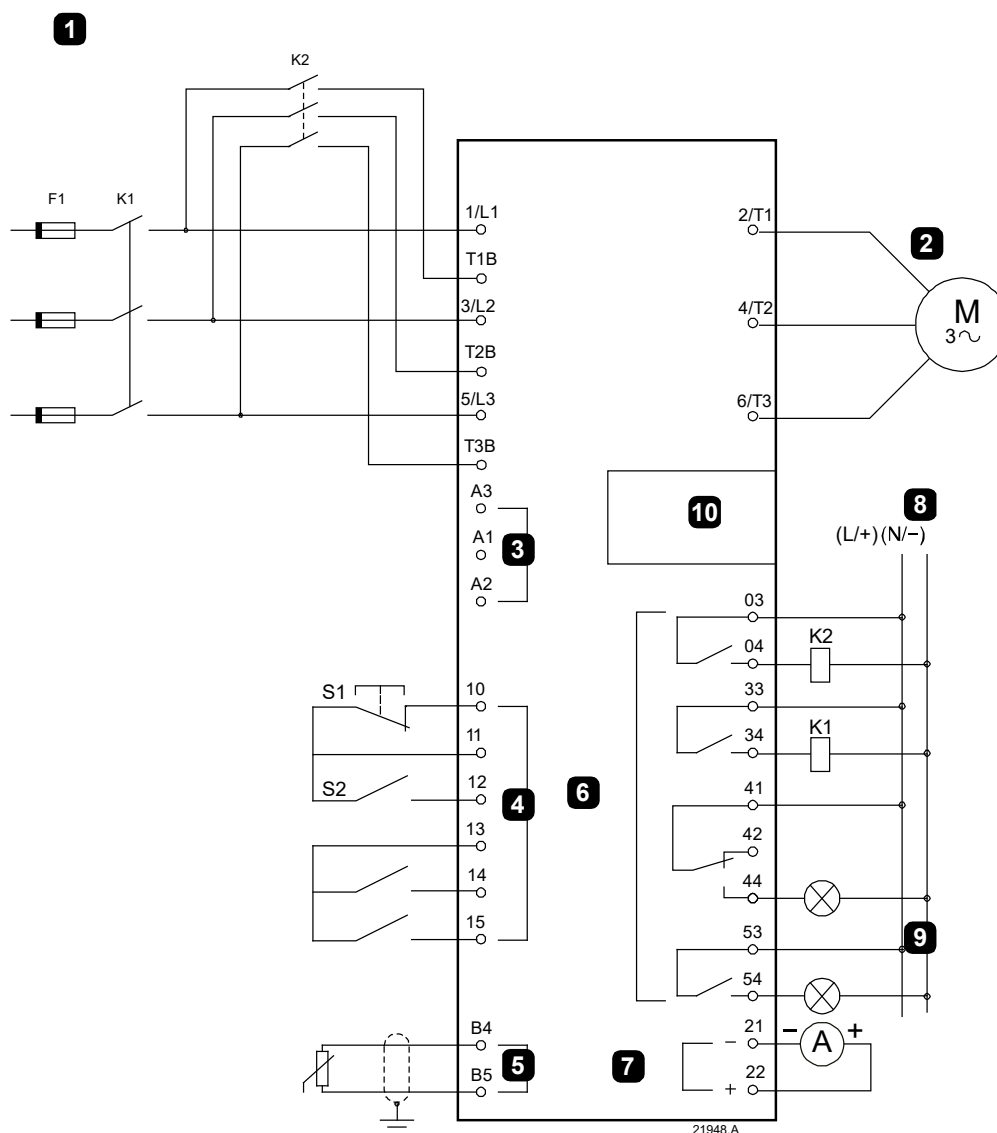 1
K2
F1
K1
1/L1
2/T1
2
T1B
M
3/L2
4/T2
3～
T2B
5/L3
6/T3
T3B
A3
10
8
A1
3
(L/+) (N/−)
A2
03
K2
04
S1
10
33
11
K1
34
S2
12
4
6
41
13
42
14
44
15
53
9
54
B4
5
7
21
−
−
A
+
B5
+
22
21948.A